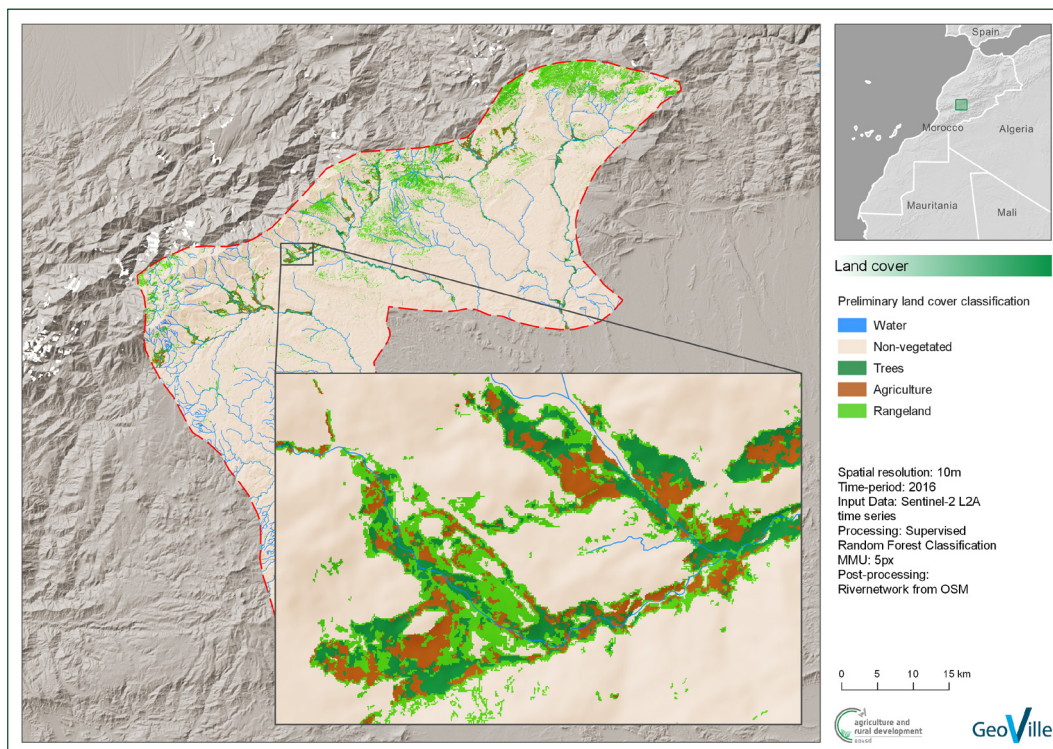 Spain
Morocco
Algeria
Mauritania
Mali
Land cover
Preliminary land cover classification
Water
Non-vegetated
Trees
Agriculture
Rangeland
Spatial resolution: 10m
Time-period: 2016
Input Data: Sentinel-2 L2A
time series
Processing: Supervised
Random Forest Classification
MMU: 5px
Post-processing:
Rivernetwork from OSM
0 5 10 15 km
agriculture and
rural development
eo4sd
GeoVille